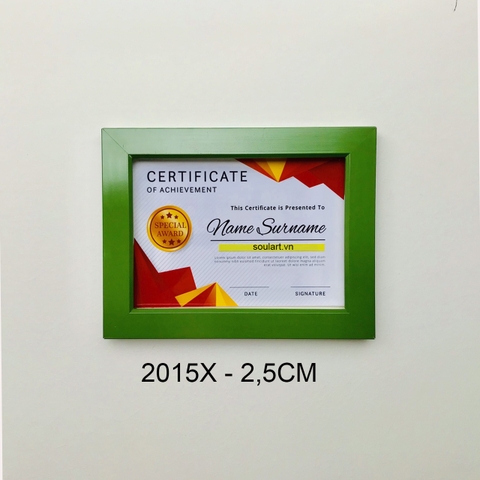 CERTIFICATE
OF ACHIEVEMENT
This Certificate is Presented To
Name Surname
soulart.vn
SPECIAL
AWARD
DATE
SIGNATURE
2015X - 2,5CM